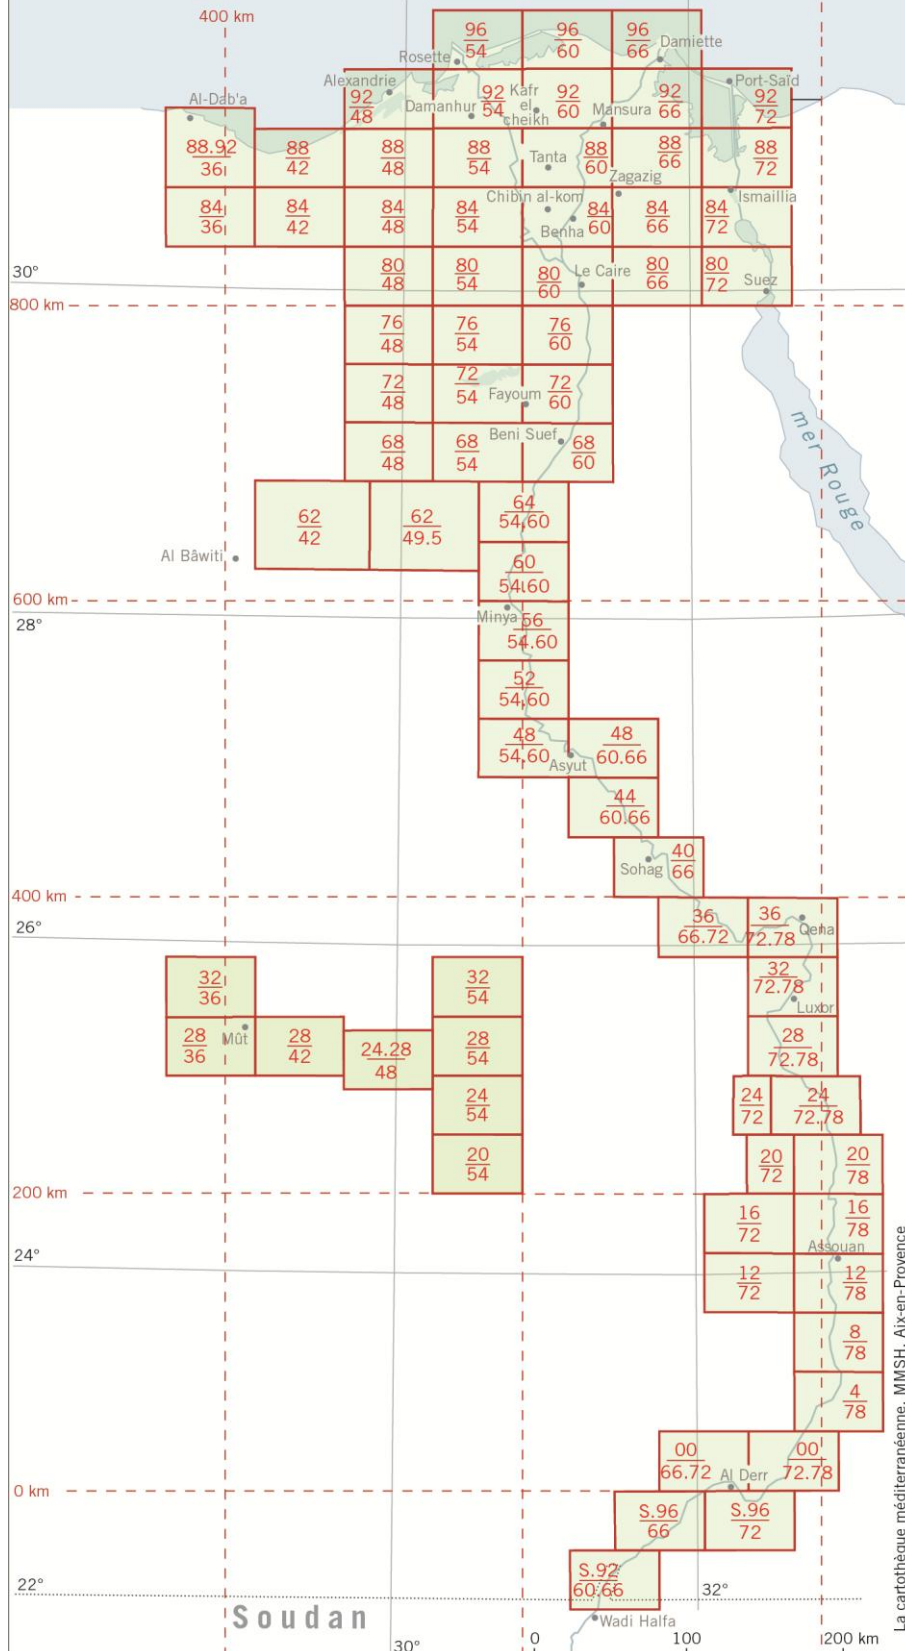 400 km
96 96 96
54 60 66
Rosette Damiette
Alexandrie Port-Saïd
Al-Dab'a
92 92 92 92 92
48 54 60 66 72
Damanhur
Kafr
el
cheikh
Mansura
88.92 88 88 88 88 88 88
36 42 48 54 60 66 72
Tanta
Zagazig
Ismaillia
Chibin al-kom
84 84 84 84 84 84 84
36 42 48 54 60 66 72
Benha
30°
80 80 80 80 80
48 54 60 66 72
Le Caire
Suez
800 km
76 76 76
48 54 60
72 72 72
48 54 60
Fayoum
mer Rouge
Beni Suef
68 68 68
48 54 60
62 62 64
42 49.5 54.60
Al Bâwiti
60
54.60
600 km
28°
Minya
56
54.60
52
54.60
48 48
54.60 60.66
Asyut
44
60.66
40
66
Sohag
400 km
26°
36 36
66.72 72.78
Qena
32 32 32
36 54 72.78
Luxor
Mût
28 28 24.28 28 28
36 42 48 54 72.78
24 24 24
54 72 72.78
20 20 20
54 72 78
200 km
16 16
72 78
24°
Assouan
12 12
72 78
8
78
4
78
00 00
66.72 72.78
Al Derr
0 km
S.96 S.96
66 72
S.92
60.66
22°
32°
Soudan
Wadi Halfa
30°
0 100 200 km
La cartothèque méditerranéenne, MMSH, Aix-en-Provence